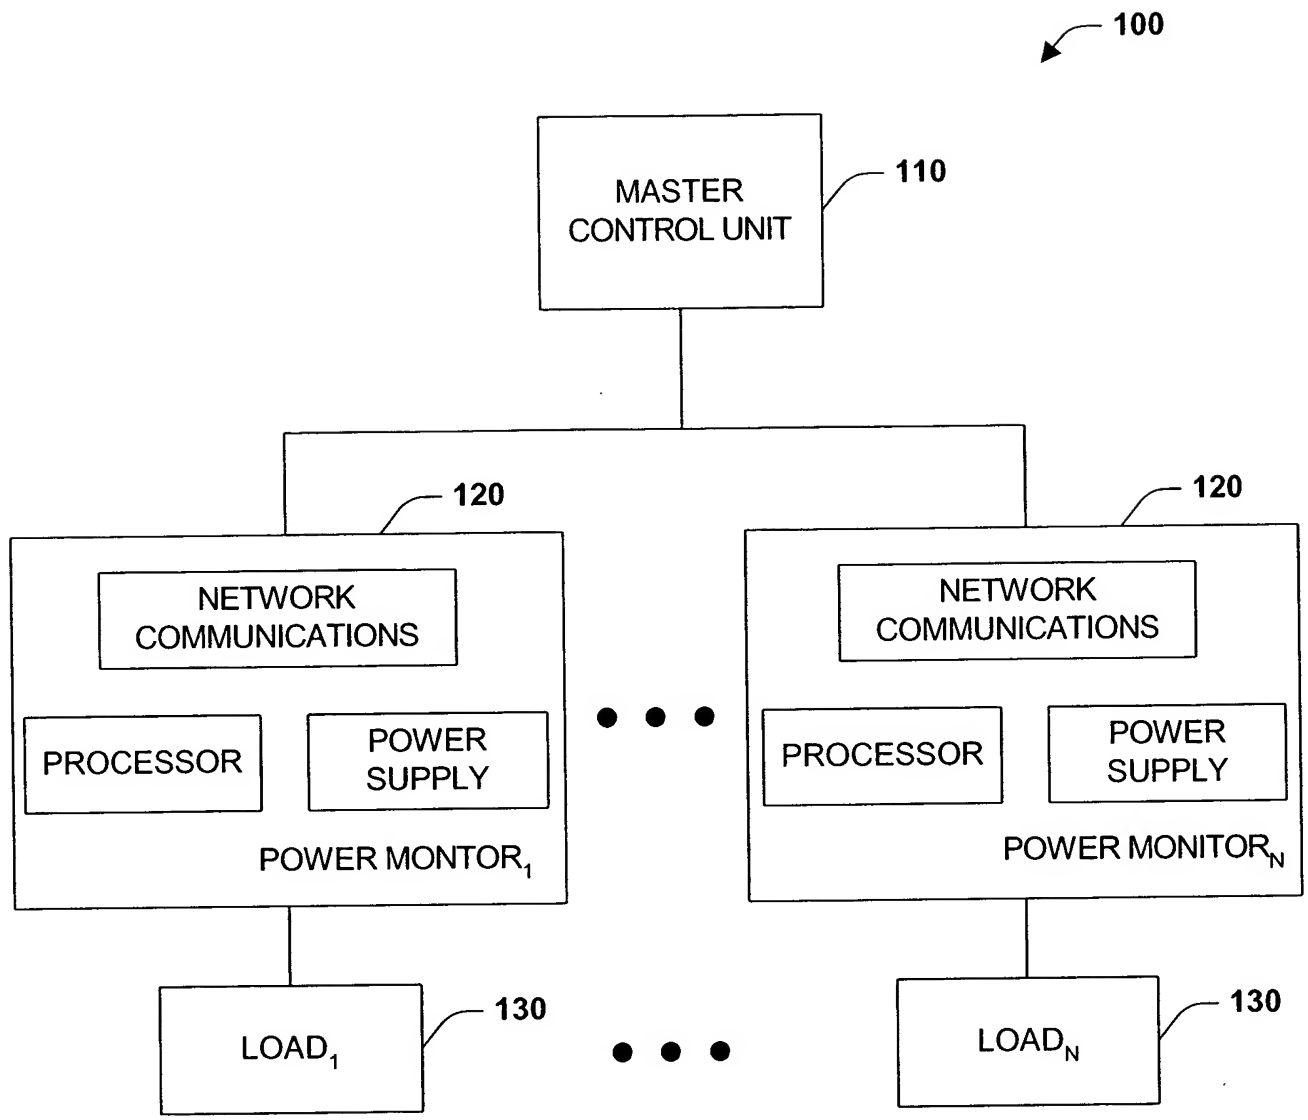 100
MASTER
CONTROL UNIT
110
120
120
NETWORK
COMMUNICATIONS
PROCESSOR
POWER
SUPPLY
POWER MONTOR1
NETWORK
COMMUNICATIONS
PROCESSOR
POWER
SUPPLY
POWER MONITORN
LOAD1
130
LOADN
130